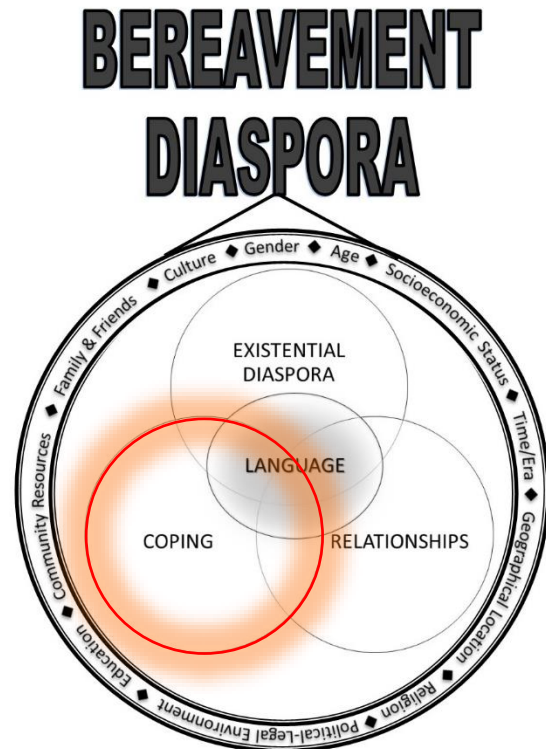 BEREAVEMENT
DIASPORA
Family & Friends ◆ Culture ◆ Gender ◆ Age ◆ Socioeconomic Status ◆ Time/Era ◆ Geographical Location ◆ Religion ◆ Political-Legal Environment ◆ Education ◆ Community Resources ◆
EXISTENTIAL
DIASPORA
LANGUAGE
COPING
RELATIONSHIPS